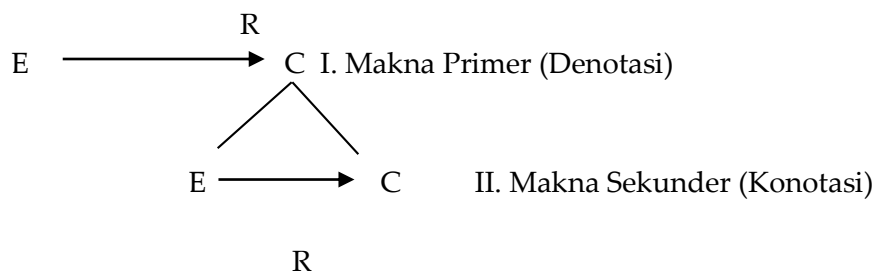 R
E C I. Makna Primer (Denotasi)
E C II. Makna Sekunder (Konotasi)
R